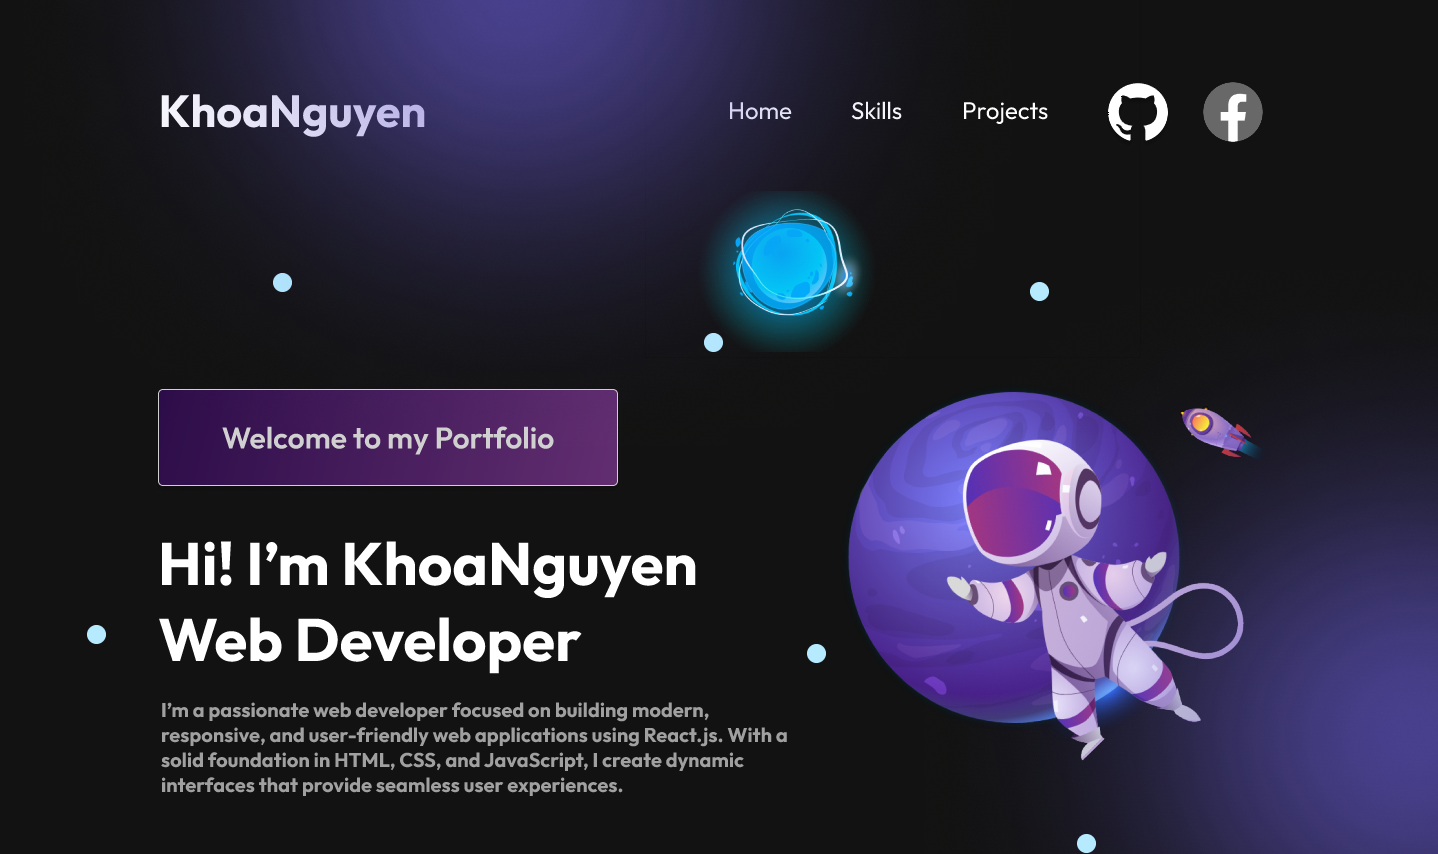 KhoaNguyen
Home Skills Projects
Welcome to my Portfolio
Hi! I’m KhoaNguyen
Web Developer
I’m a passionate web developer focused on building modern,
responsive, and user-friendly web applications using React.js. With a
solid foundation in HTML, CSS, and JavaScript, I create dynamic
interfaces that provide seamless user experiences.